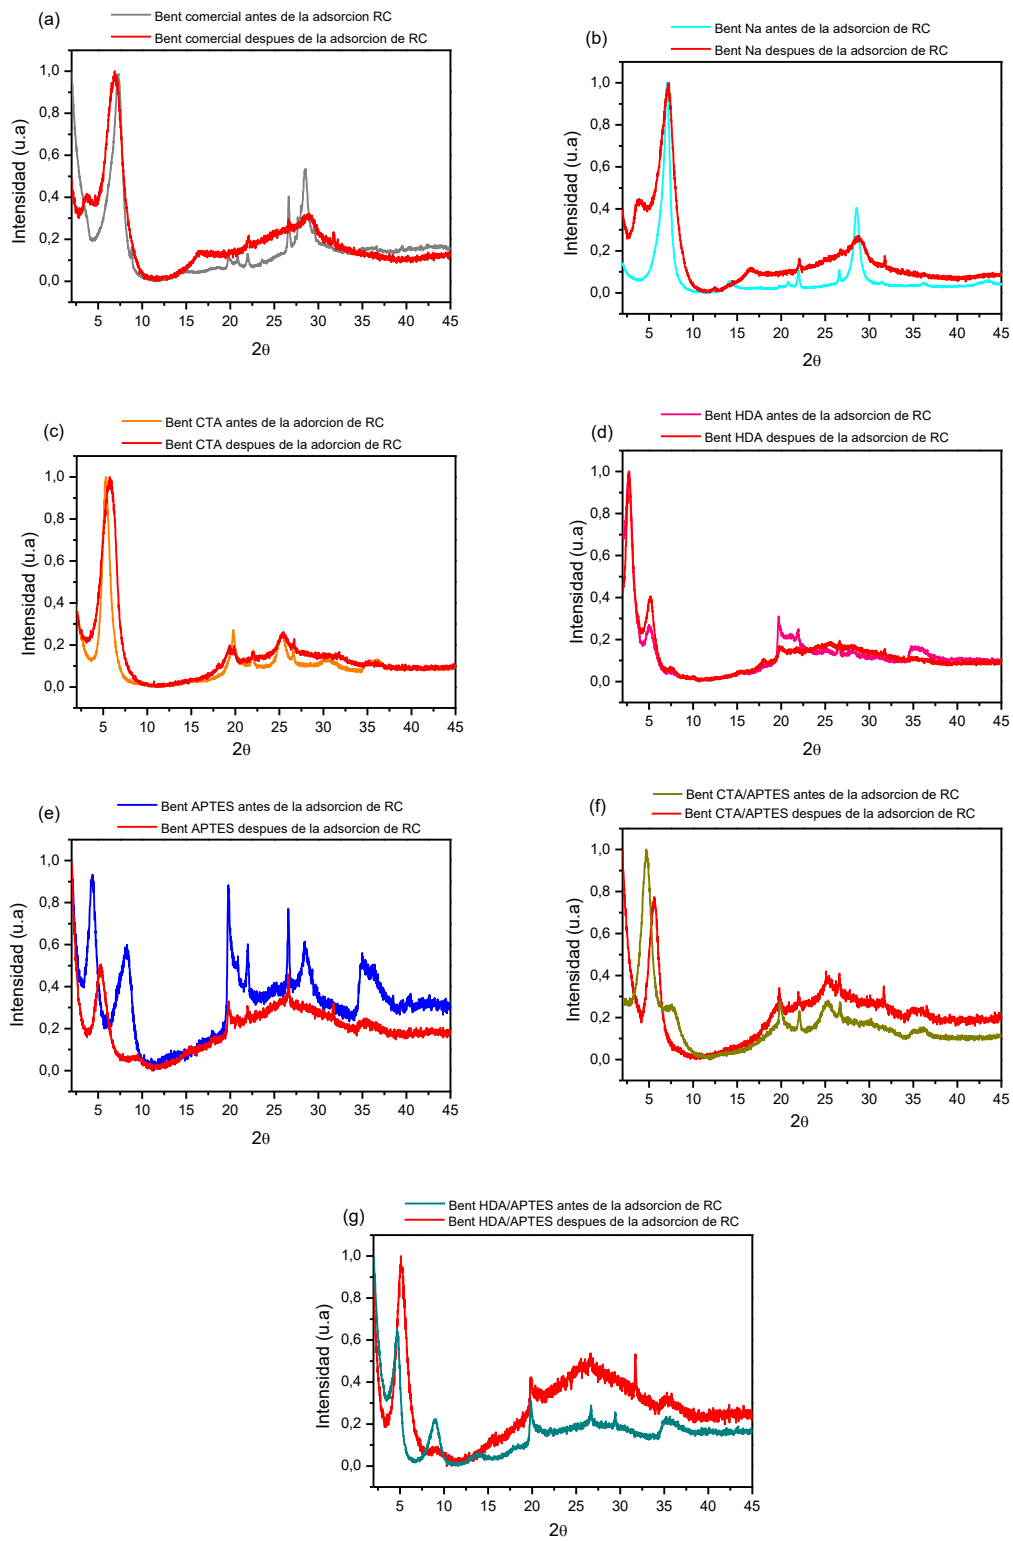 (a)
Bent comercial antes de la adsorcion RC
Bent comercial despues de la adsorcion de RC
Intensidad (u.a)
1,0
0,8
0,6
0,4
0,2
0,0
5 10 15 20 25 30 35 40 45
2θ
(b)
Bent Na antes de la adsorcion de RC
Bent Na despues de la adsorcion de RC
Intensidad (u.a)
1,0
0,8
0,6
0,4
0,2
0,0
5 10 15 20 25 30 35 40 45
2θ
(c)
Bent CTA antes de la adorcion de RC
Bent CTA despues de la adorcion de RC
Intensidad (u.a)
1,0
0,8
0,6
0,4
0,2
0,0
5 10 15 20 25 30 35 40 45
2θ
(d)
Bent HDA antes de la adsorcion de RC
Bent HDA despues de la adsorcion de RC
Intensidad (u.a)
1,0
0,8
0,6
0,4
0,2
0,0
5 10 15 20 25 30 35 40 45
2θ
(e)
Bent APTES antes de la adsorcion de RC
Bent APTES despues de la adsorcion de RC
Intensidad (u.a)
1,0
0,8
0,6
0,4
0,2
0,0
5 10 15 20 25 30 35 40 45
2θ
(f)
Bent CTA/APTES antes de la adsorcion de RC
Bent CTA/APTES despues de la adsorcion de RC
Intensidad (u.a)
1,0
0,8
0,6
0,4
0,2
0,0
5 10 15 20 25 30 35 40 45
2θ
(g)
Bent HDA/APTES antes de la adsorcion de RC
Bent HDA/APTES despues de la adsorcion de RC
Intensidad (u.a)
1,0
0,8
0,6
0,4
0,2
0,0
5 10 15 20 25 30 35 40 45
2θ